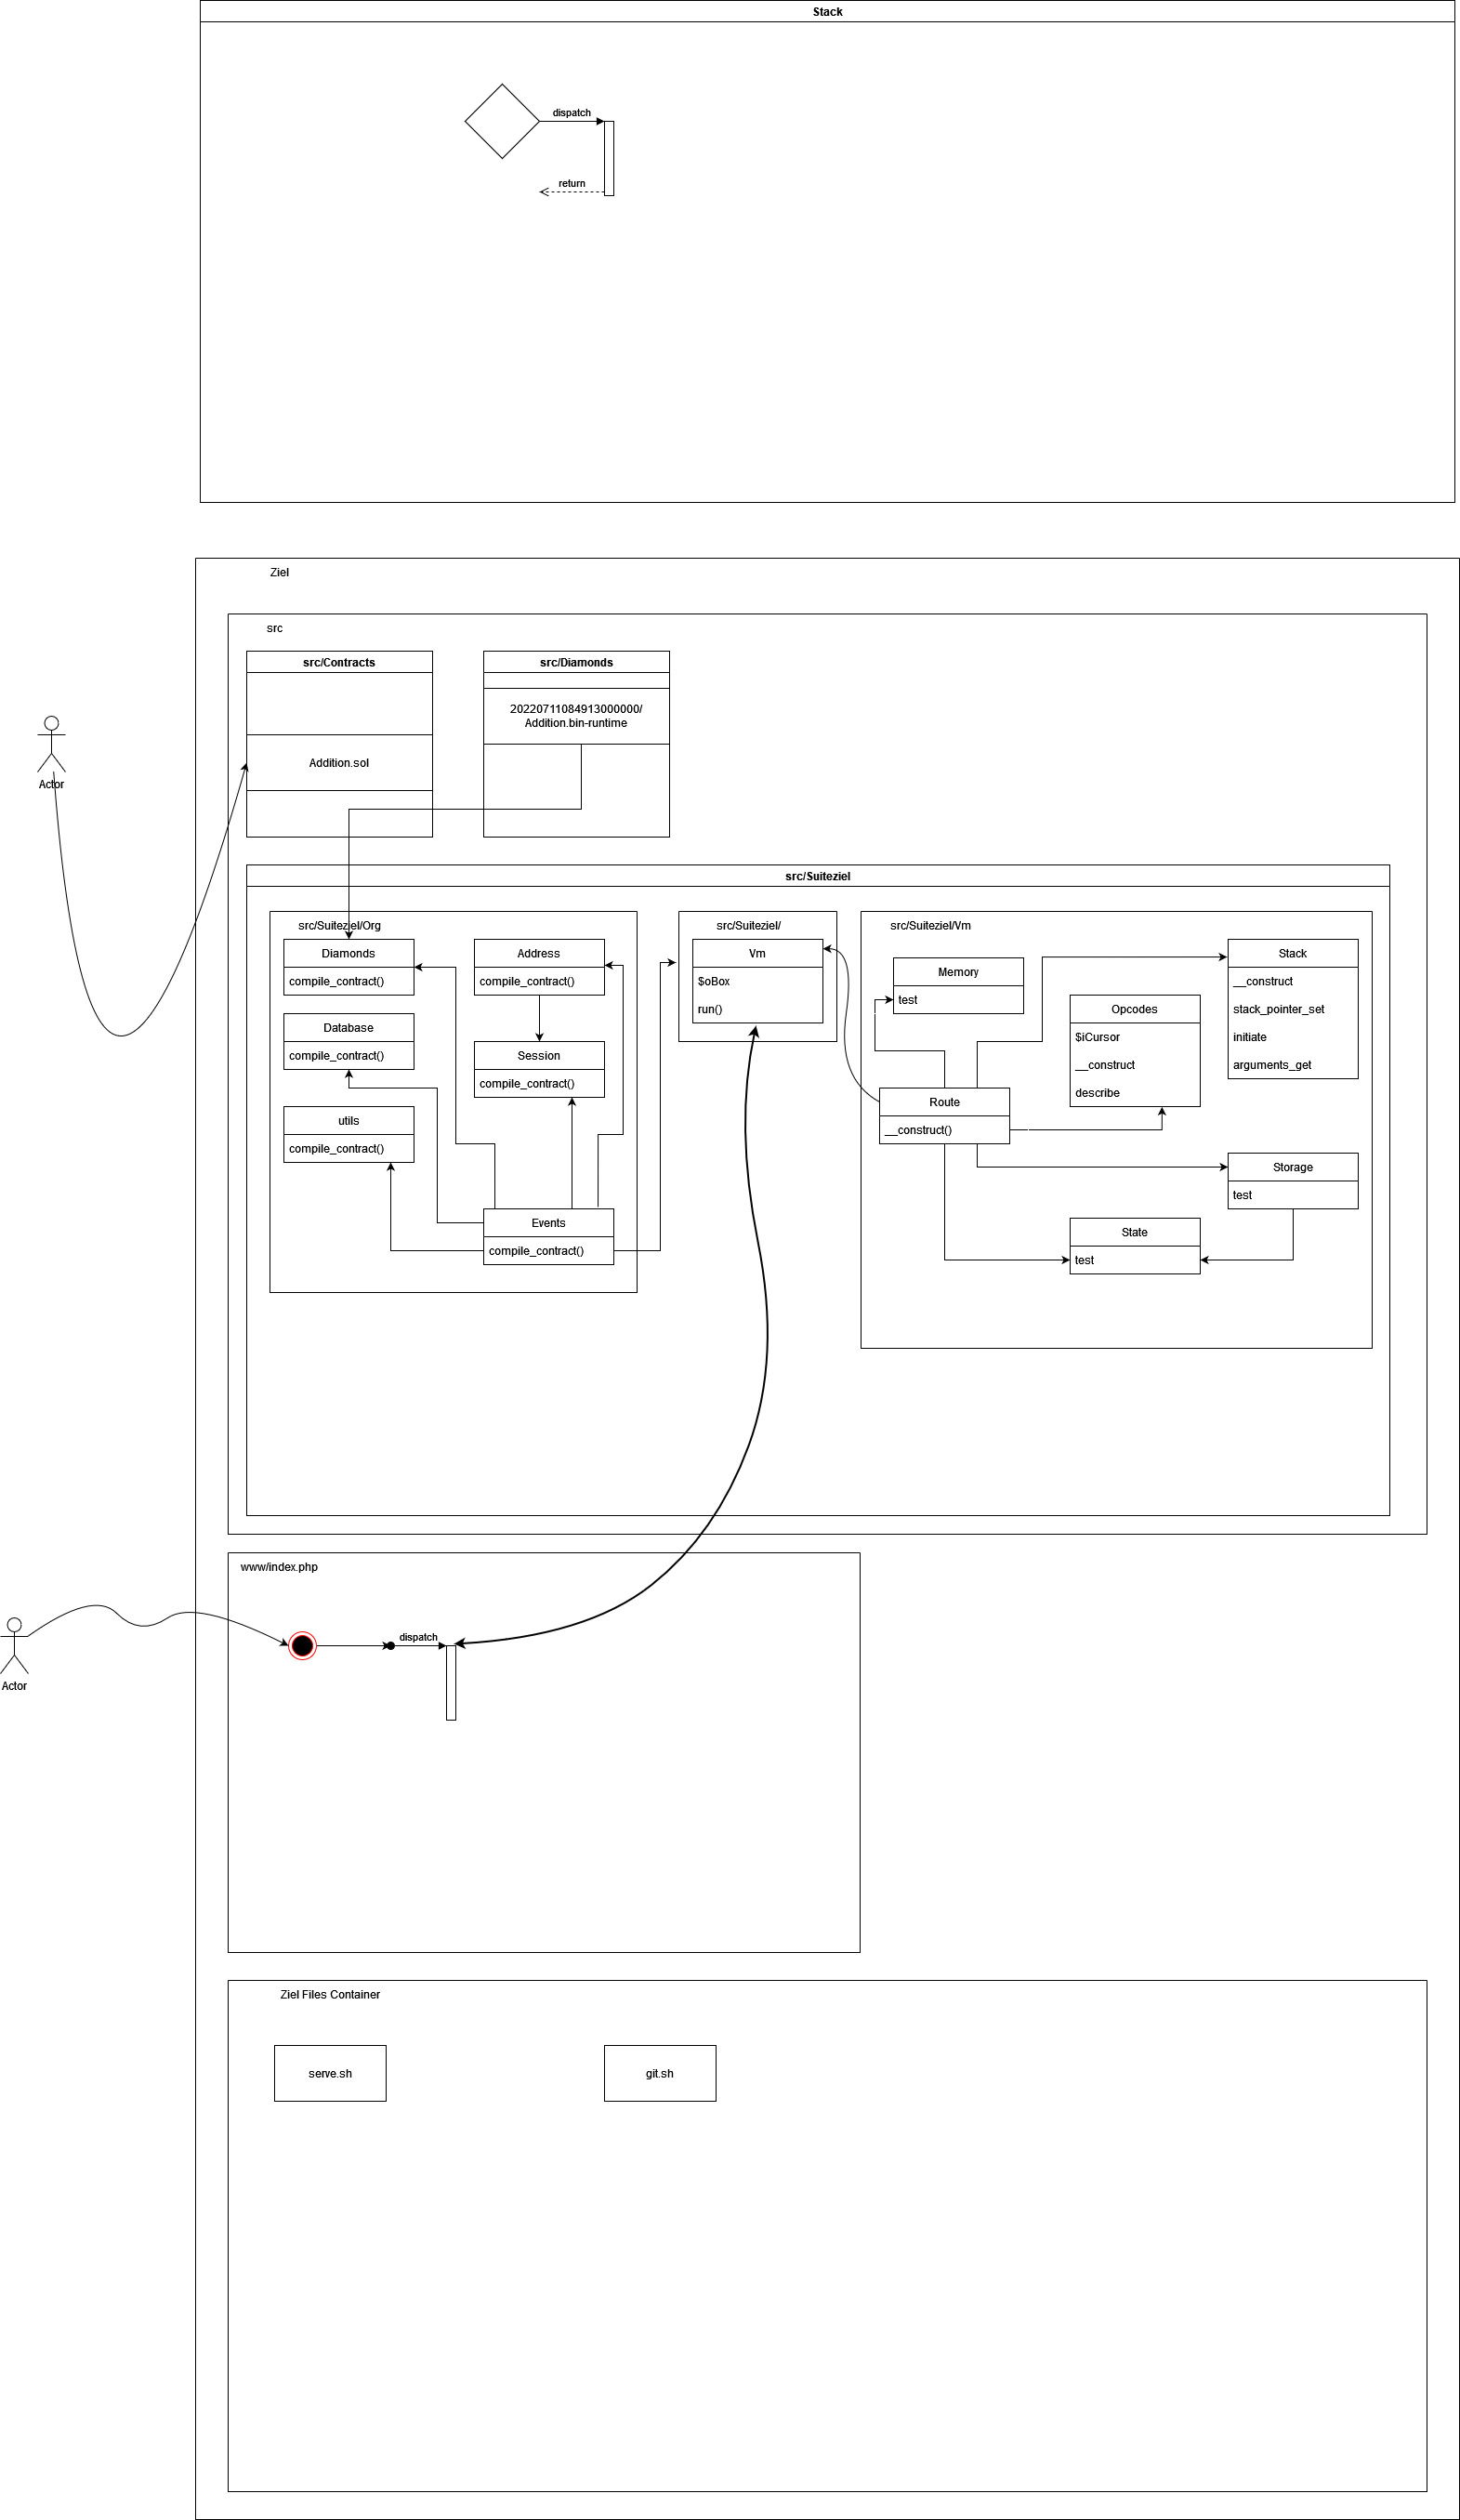 Stack
dispatch
return
Ziel
src
src/Contracts
src/Diamonds
20220711084913000000/
Addition.bin-runtime
Addition.sol
Actor
src/Suiteziel
src/Suiteziel/Org
src/Suiteziel/
src/Suiteziel/Vm
Diamonds
compile_contract()
Address
compile_contract()
Database
compile_contract()
Session
compile_contract()
utils
compile_contract()
Events
compile_contract()
Vm
$oBox
run()
Memory
test
Opcodes
$iCursor
__construct
describe
Stack
__construct
stack_pointer_set
initiate
arguments_get
Route
__construct()
Storage
test
State
test
www/index.php
dispatch
Actor
Ziel Files Container
serve.sh
git.sh